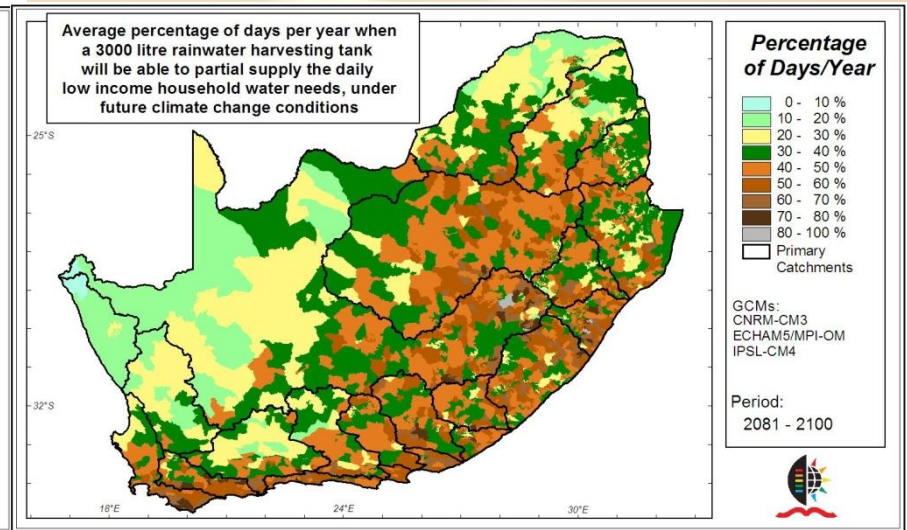 Average percentage of days per year when
a 3000 litre rainwater harvesting tank
will be able to partial supply the daily
low income household water needs, under
future climate change conditions
25°S
32°S
18°E
24°E
30°E
Percentage
of Days/Year
0 - 10 %
10 - 20 %
20 - 30 %
30 - 40 %
40 - 50 %
50 - 60 %
60 - 70 %
70 - 80 %
80 - 100 %
Primary
Catchments
GCMs:
CNRM-CM3
ECHAM5/MPI-OM
IPSL-CM4
Period:
2081 - 2100